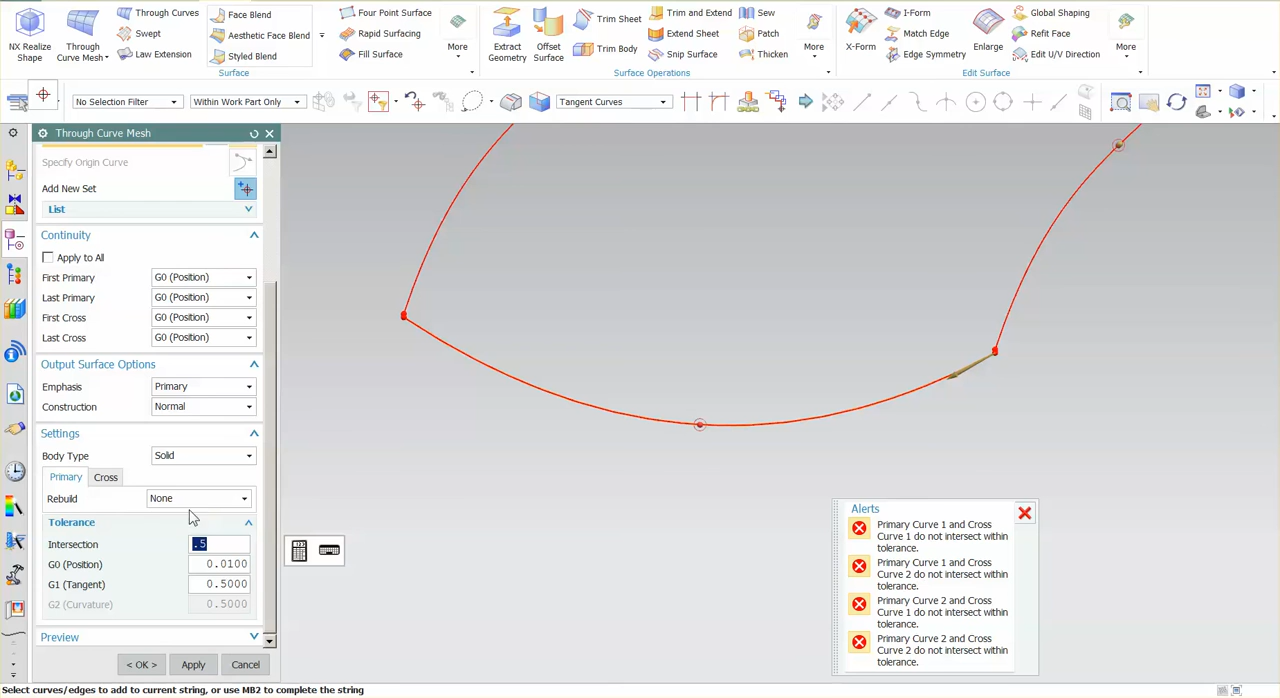 NX Realize
Shape
Through
Curve Mesh
Through Curves
Swept
Law Extension
Face Blend
Aesthetic Face Blend
Styled Blend
Four Point Surface
Rapid Surfacing
Fill Surface
More
Surface
Extract
Geometry
Offset
Surface
Trim Sheet
Trim Body
Trim and Extend
Extend Sheet
Snip Surface
Sew
Patch
Thicken
More
Surface Operations
X-Form
I-Form
Match Edge
Edge Symmetry
Enlarge
Global Shaping
Refit Face
Edit U/V Direction
More
Edit Surface
No Selection Filter
Within Work Part Only
Tangent Curves
Through Curve Mesh
Specify Origin Curve
Add New Set
List
Continuity
Apply to All
First Primary G0 (Position)
Last Primary G0 (Position)
First Cross G0 (Position)
Last Cross G0 (Position)
Output Surface Options
Emphasis Primary
Construction Normal
Settings
Body Type Solid
Primary Cross
Rebuild None
Tolerance
Intersection .5
G0 (Position) 0.0100
G1 (Tangent) 0.5000
G2 (Curvature) 0.5000
Preview
< OK > Apply Cancel
Alerts
Primary Curve 1 and Cross
Curve 1 do not intersect within
tolerance.
Primary Curve 1 and Cross
Curve 2 do not intersect within
tolerance.
Primary Curve 2 and Cross
Curve 1 do not intersect within
tolerance.
Primary Curve 2 and Cross
Curve 2 do not intersect within
tolerance.
Select curves/edges to add to current string, or use MB2 to complete the string